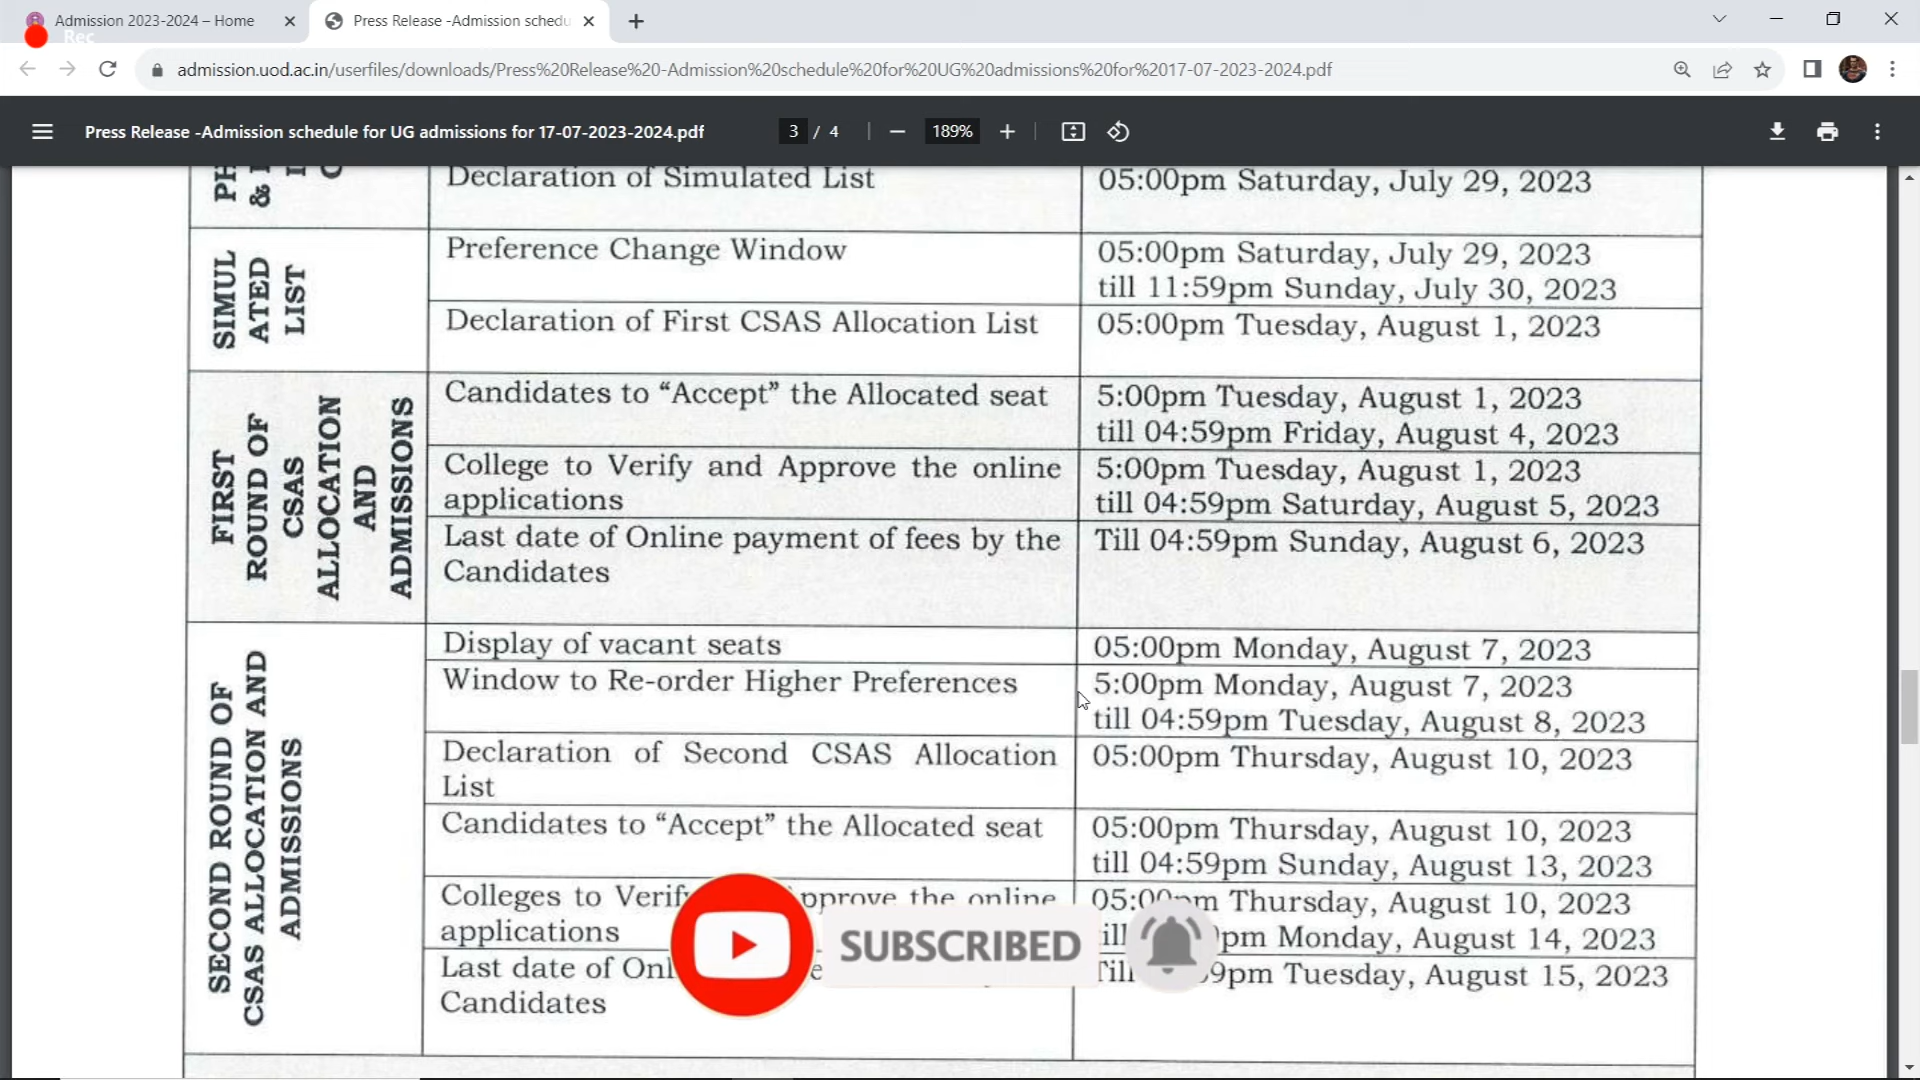 Admission 2023-2024 – Home
Press Release -Admission schedu
Rec
admission.uod.ac.in/userfiles/downloads/Press%20Release%20-Admission%20schedule%20for%20UG%20admissions%20for%2017-07-2023-2024.pdf
Press Release -Admission schedule for UG admissions for 17-07-2023-2024.pdf
3 / 4
189%
Declaration of Simulated List
05:00pm Saturday, July 29, 2023
SIMUL
ATED
LIST
Preference Change Window
05:00pm Saturday, July 29, 2023
till 11:59pm Sunday, July 30, 2023
Declaration of First CSAS Allocation List
05:00pm Tuesday, August 1, 2023
FIRST
ROUND OF
CSAS
ALLOCATION
AND
ADMISSIONS
Candidates to “Accept” the Allocated seat
5:00pm Tuesday, August 1, 2023
till 04:59pm Friday, August 4, 2023
College to Verify and Approve the online
applications
5:00pm Tuesday, August 1, 2023
till 04:59pm Saturday, August 5, 2023
Last date of Online payment of fees by the
Candidates
Till 04:59pm Sunday, August 6, 2023
SECOND ROUND OF
CSAS ALLOCATION AND
ADMISSIONS
Display of vacant seats
05:00pm Monday, August 7, 2023
Window to Re-order Higher Preferences
5:00pm Monday, August 7, 2023
till 04:59pm Tuesday, August 8, 2023
Declaration of Second CSAS Allocation
List
05:00pm Thursday, August 10, 2023
Candidates to “Accept” the Allocated seat
05:00pm Thursday, August 10, 2023
till 04:59pm Sunday, August 13, 2023
Colleges to the online
applications
Thursday, August 10, 2023
Monday, August 14, 2023
Last date of
Candidates
Tuesday, August 15, 2023
SUBSCRIBED